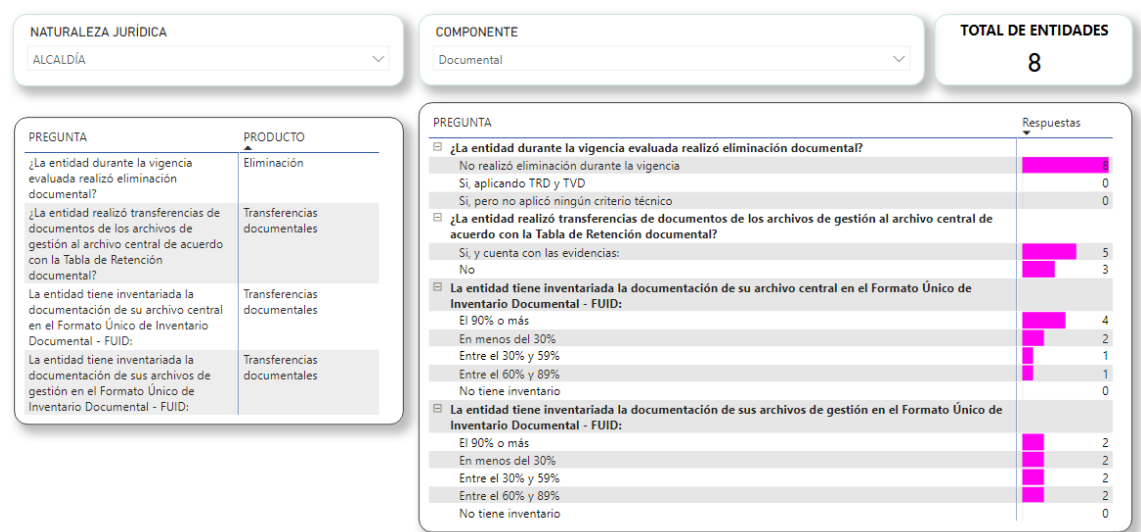 NATURALEZA JURÍDICA
ALCALDÍA
COMPONENTE
Documental
TOTAL DE ENTIDADES
8
PREGUNTA PRODUCTO
¿La entidad durante la vigencia Eliminación
evaluada realizó eliminación
documental?
¿La entidad realizó transferencias de Transferencias
documentos de los archivos de documentales
gestión al archivo central de acuerdo
con la Tabla de Retención
documental?
La entidad tiene inventariada la Transferencias
documentación de su archivo central documentales
en el Formato Único de Inventario
Documental - FUID:
La entidad tiene inventariada la Transferencias
documentación de sus archivos de documentales
gestión en el Formato Único de
Inventario Documental - FUID:
PREGUNTA Respuestas
¿La entidad durante la vigencia evaluada realizó eliminación documental?
No realizó eliminación durante la vigencia 8
Si, aplicando TRD y TVD 0
Si, pero no aplicó ningún criterio técnico 0
¿La entidad realizó transferencias de documentos de los archivos de gestión al archivo central de
acuerdo con la Tabla de Retención documental?
Si, y cuenta con las evidencias: 5
No 3
La entidad tiene inventariada la documentación de su archivo central en el Formato Único de
Inventario Documental - FUID:
El 90% o más 4
En menos del 30% 2
Entre el 30% y 59% 1
Entre el 60% y 89% 1
No tiene inventario 0
La entidad tiene inventariada la documentación de sus archivos de gestión en el Formato Único de
Inventario Documental - FUID:
El 90% o más 2
En menos del 30% 2
Entre el 30% y 59% 2
Entre el 60% y 89% 2
No tiene inventario 0